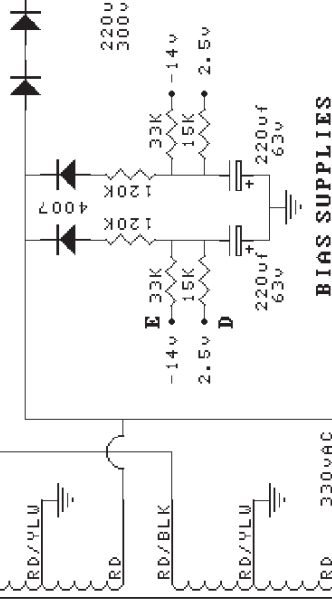 220u
300v
-14v
2.5v
33K
15K
220uf
63v
4007
120K
120K
BIAS SUPPLIES
33K
15K
220uf
63v
E
D
-14v
2.5v
RD/YLW
RD
RD/BLK
RD/YLW
330vAC
RD